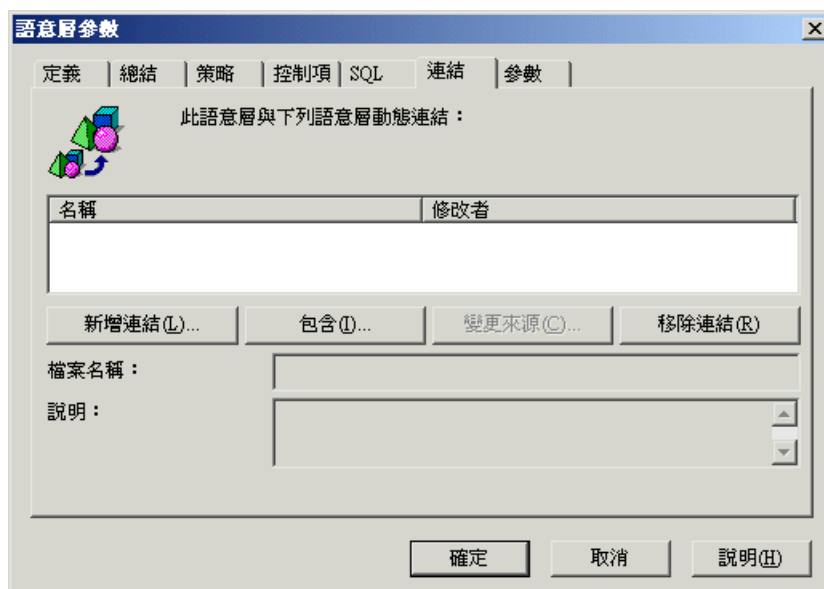 語意層參數
定義 總結 策略 控制項 SQL 連結 參數
此語意層與下列語意層動態連結：
名稱 修改者
新增連結(L)... 包含(I)... 變更來源(C)... 移除連結(R)
檔案名稱：
說明：
確定 取消 說明(H)